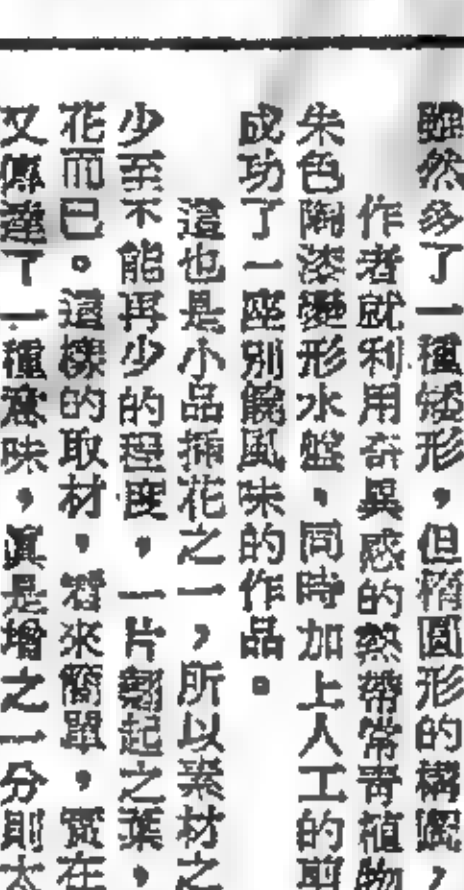 雖然多了一種矮形，但橢圓形的構圖，
作者就利用奇異感的熱帶常青植物
朱色陶漆變形水盤，同時加上人工的剪
成功了一座別饒風味的作品。
這也是小品插花之一，所以素材之
少至不能再少的程度，一片翹起之葉，
花而已。這樣的取材，看來簡單，實在
又傳達了一種意味，真是增之一分則太